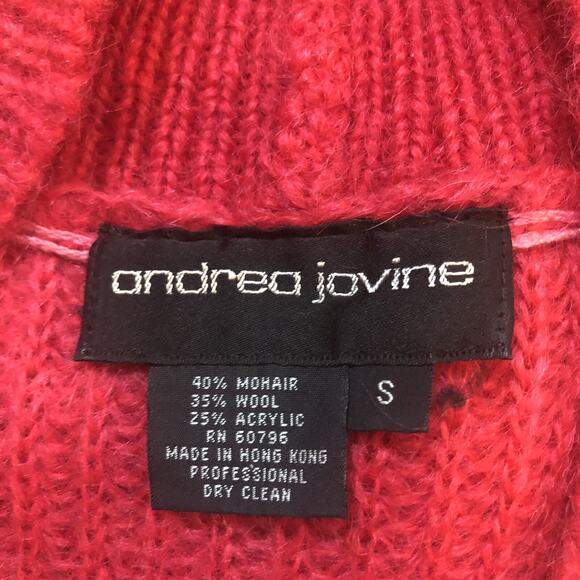 andrea jovine
40% MOHAIR
35% WOOL
25% ACRYLIC
RN 60796
MADE IN HONG KONG
PROFESSIONAL
DRY CLEAN
S